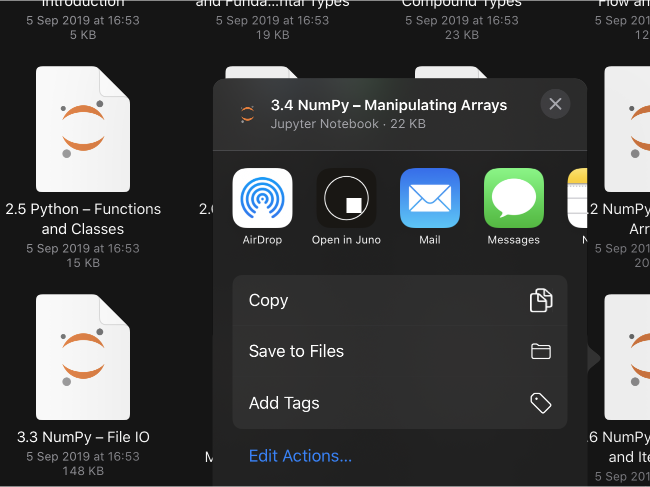 Introduction
and Funda...ntal Types
Compound Types
Flow an
5 Sep 2019 at 16:53
5 Sep 2019 at 16:53
5 Sep 2019 at 16:53
5 Sep 20
5 KB
19 KB
23 KB
12
3.4 NumPy – Manipulating Arrays
Jupyter Notebook · 22 KB
AirDrop
Open in Juno
Mail
Messages
N
2.5 Python – Functions
and Classes
5 Sep 2019 at 16:53
15 KB
2.6
.2 NumPy
Arr
5 Sep 20
20
Copy
Save to Files
Add Tags
Edit Actions...
3.3 NumPy – File IO
5 Sep 2019 at 16:53
148 KB
M
.6 NumPy
and Ite
5 Sep 20